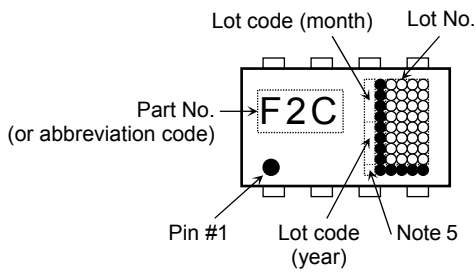 Lot code (month)
Lot No.
Part No.
(or abbreviation code)
F2C
Pin #1
Lot code
(year)
Note 5